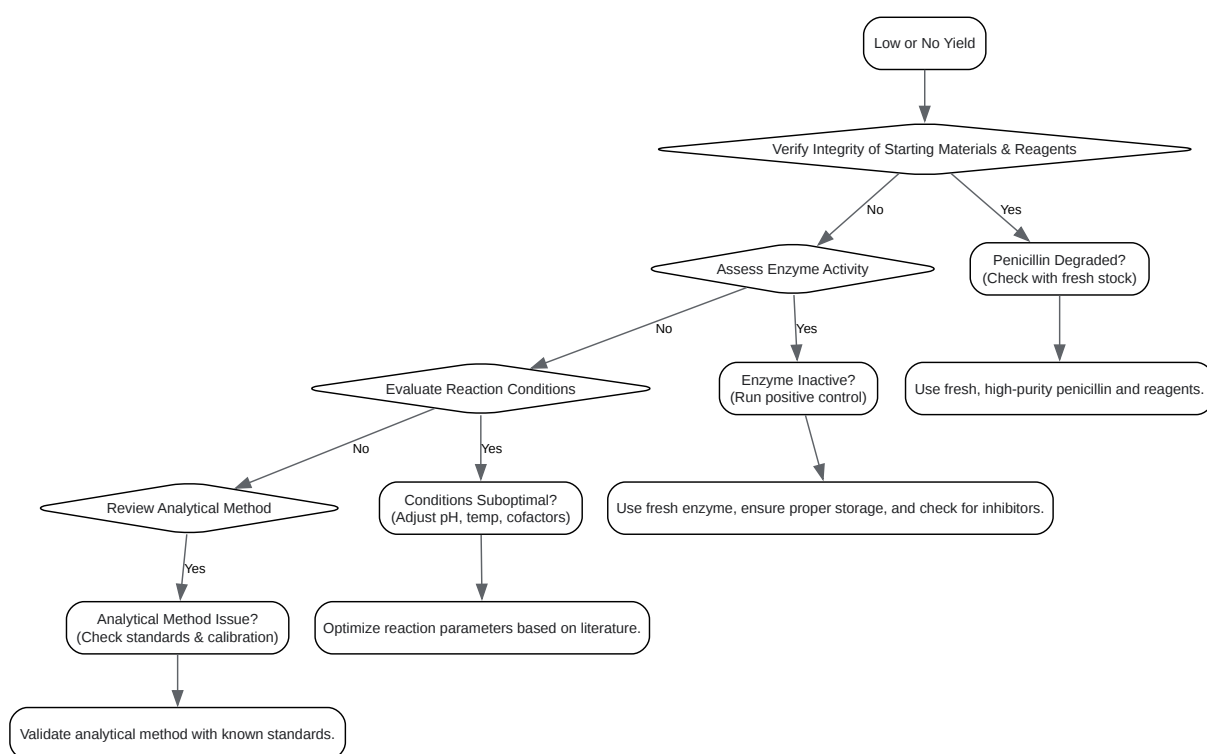 Low or No Yield
Verify Integrity of Starting Materials & Reagents
No
Yes
Assess Enzyme Activity
Penicillin Degraded?
(Check with fresh stock)
No
Yes
Evaluate Reaction Conditions
Enzyme Inactive?
(Run positive control)
Use fresh, high-purity penicillin and reagents.
No
Yes
Review Analytical Method
Conditions Suboptimal?
(Adjust pH, temp, cofactors)
Use fresh enzyme, ensure proper storage, and check for inhibitors.
Yes
Analytical Method Issue?
(Check standards & calibration)
Optimize reaction parameters based on literature.
Validate analytical method with known standards.